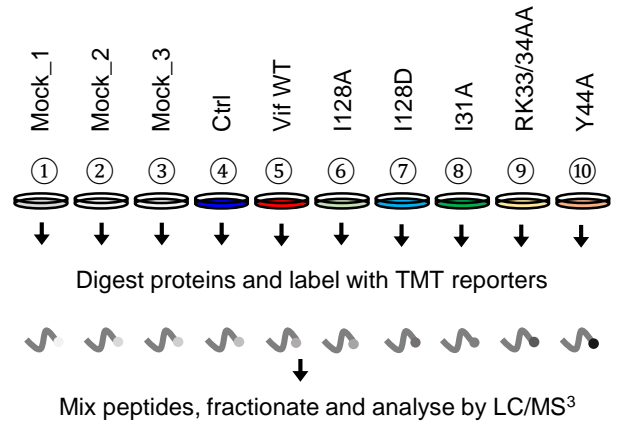 Mock_1
Mock_2
Mock_3
Ctrl
Vif WT
I128A
I128D
I31A
RK33/34AA
Y44A
① ② ③ ④ ⑤ ⑥ ⑦ ⑧ ⑨ ⑩
Digest proteins and label with TMT reporters
Mix peptides, fractionate and analyse by LC/MS³